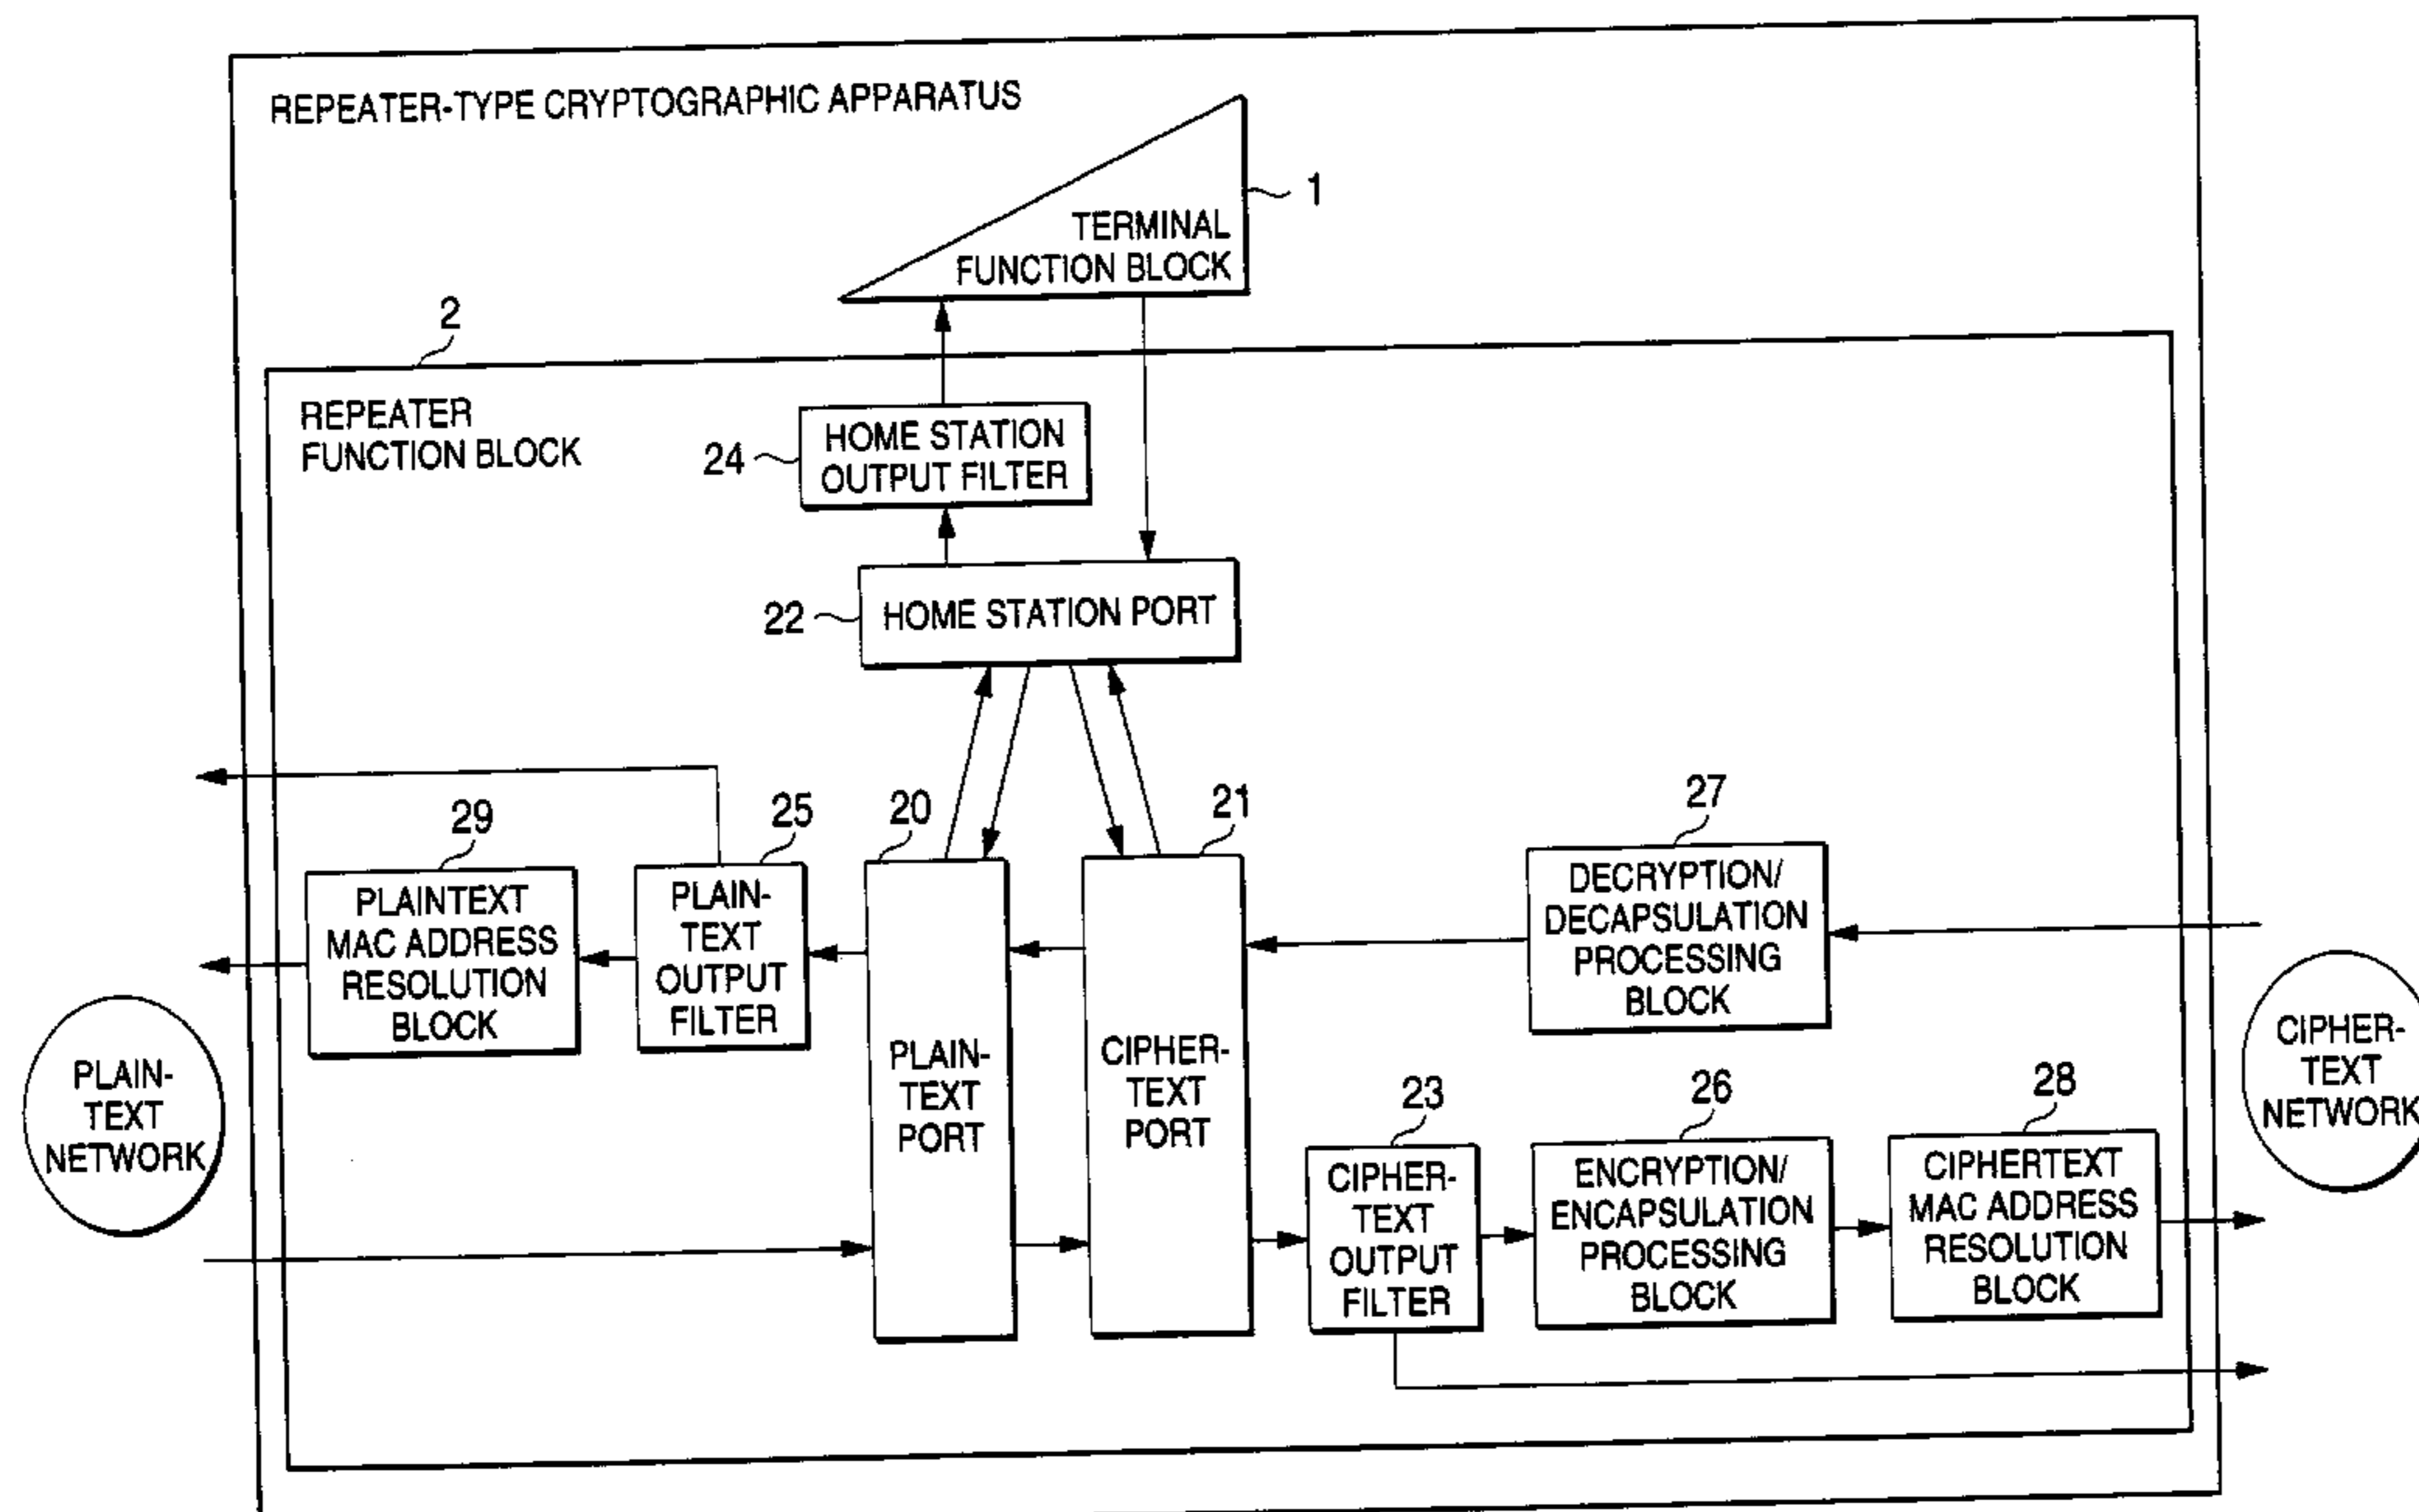 REPEATER-TYPE CRYPTOGRAPHIC APPARATUS
1
TERMINAL
FUNCTION BLOCK
2
REPEATER
FUNCTION BLOCK
24
HOME STATION
OUTPUT FILTER
22
HOME STATION PORT
29
PLAINTEXT
MAC ADDRESS
RESOLUTION
BLOCK
25
PLAIN-
TEXT
OUTPUT
FILTER
20
PLAIN-
TEXT
PORT
21
CIPHER-
TEXT
PORT
27
DECRYPTION/
DECAPSULATION
PROCESSING
BLOCK
PLAIN-
TEXT
NETWORK
CIPHER-
TEXT
NETWORK
23
CIPHER-
TEXT
OUTPUT
FILTER
26
ENCRYPTION/
ENCAPSULATION
PROCESSING
BLOCK
28
CIPHERTEXT
MAC ADDRESS
RESOLUTION
BLOCK